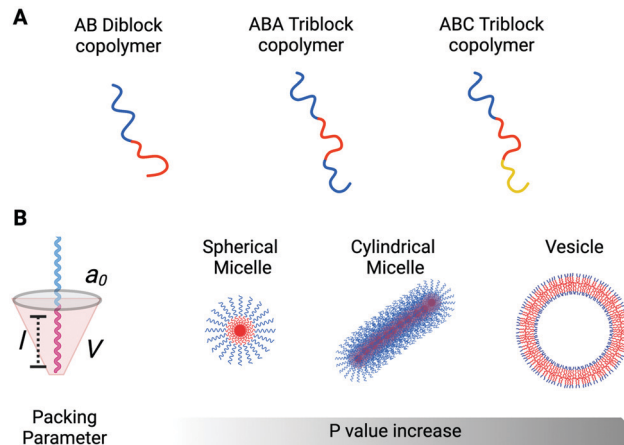 A
AB Diblock
copolymer
ABA Triblock
copolymer
ABC Triblock
copolymer
B
a0
l
V
Packing
Parameter
Spherical
Micelle
Cylindrical
Micelle
Vesicle
P value increase